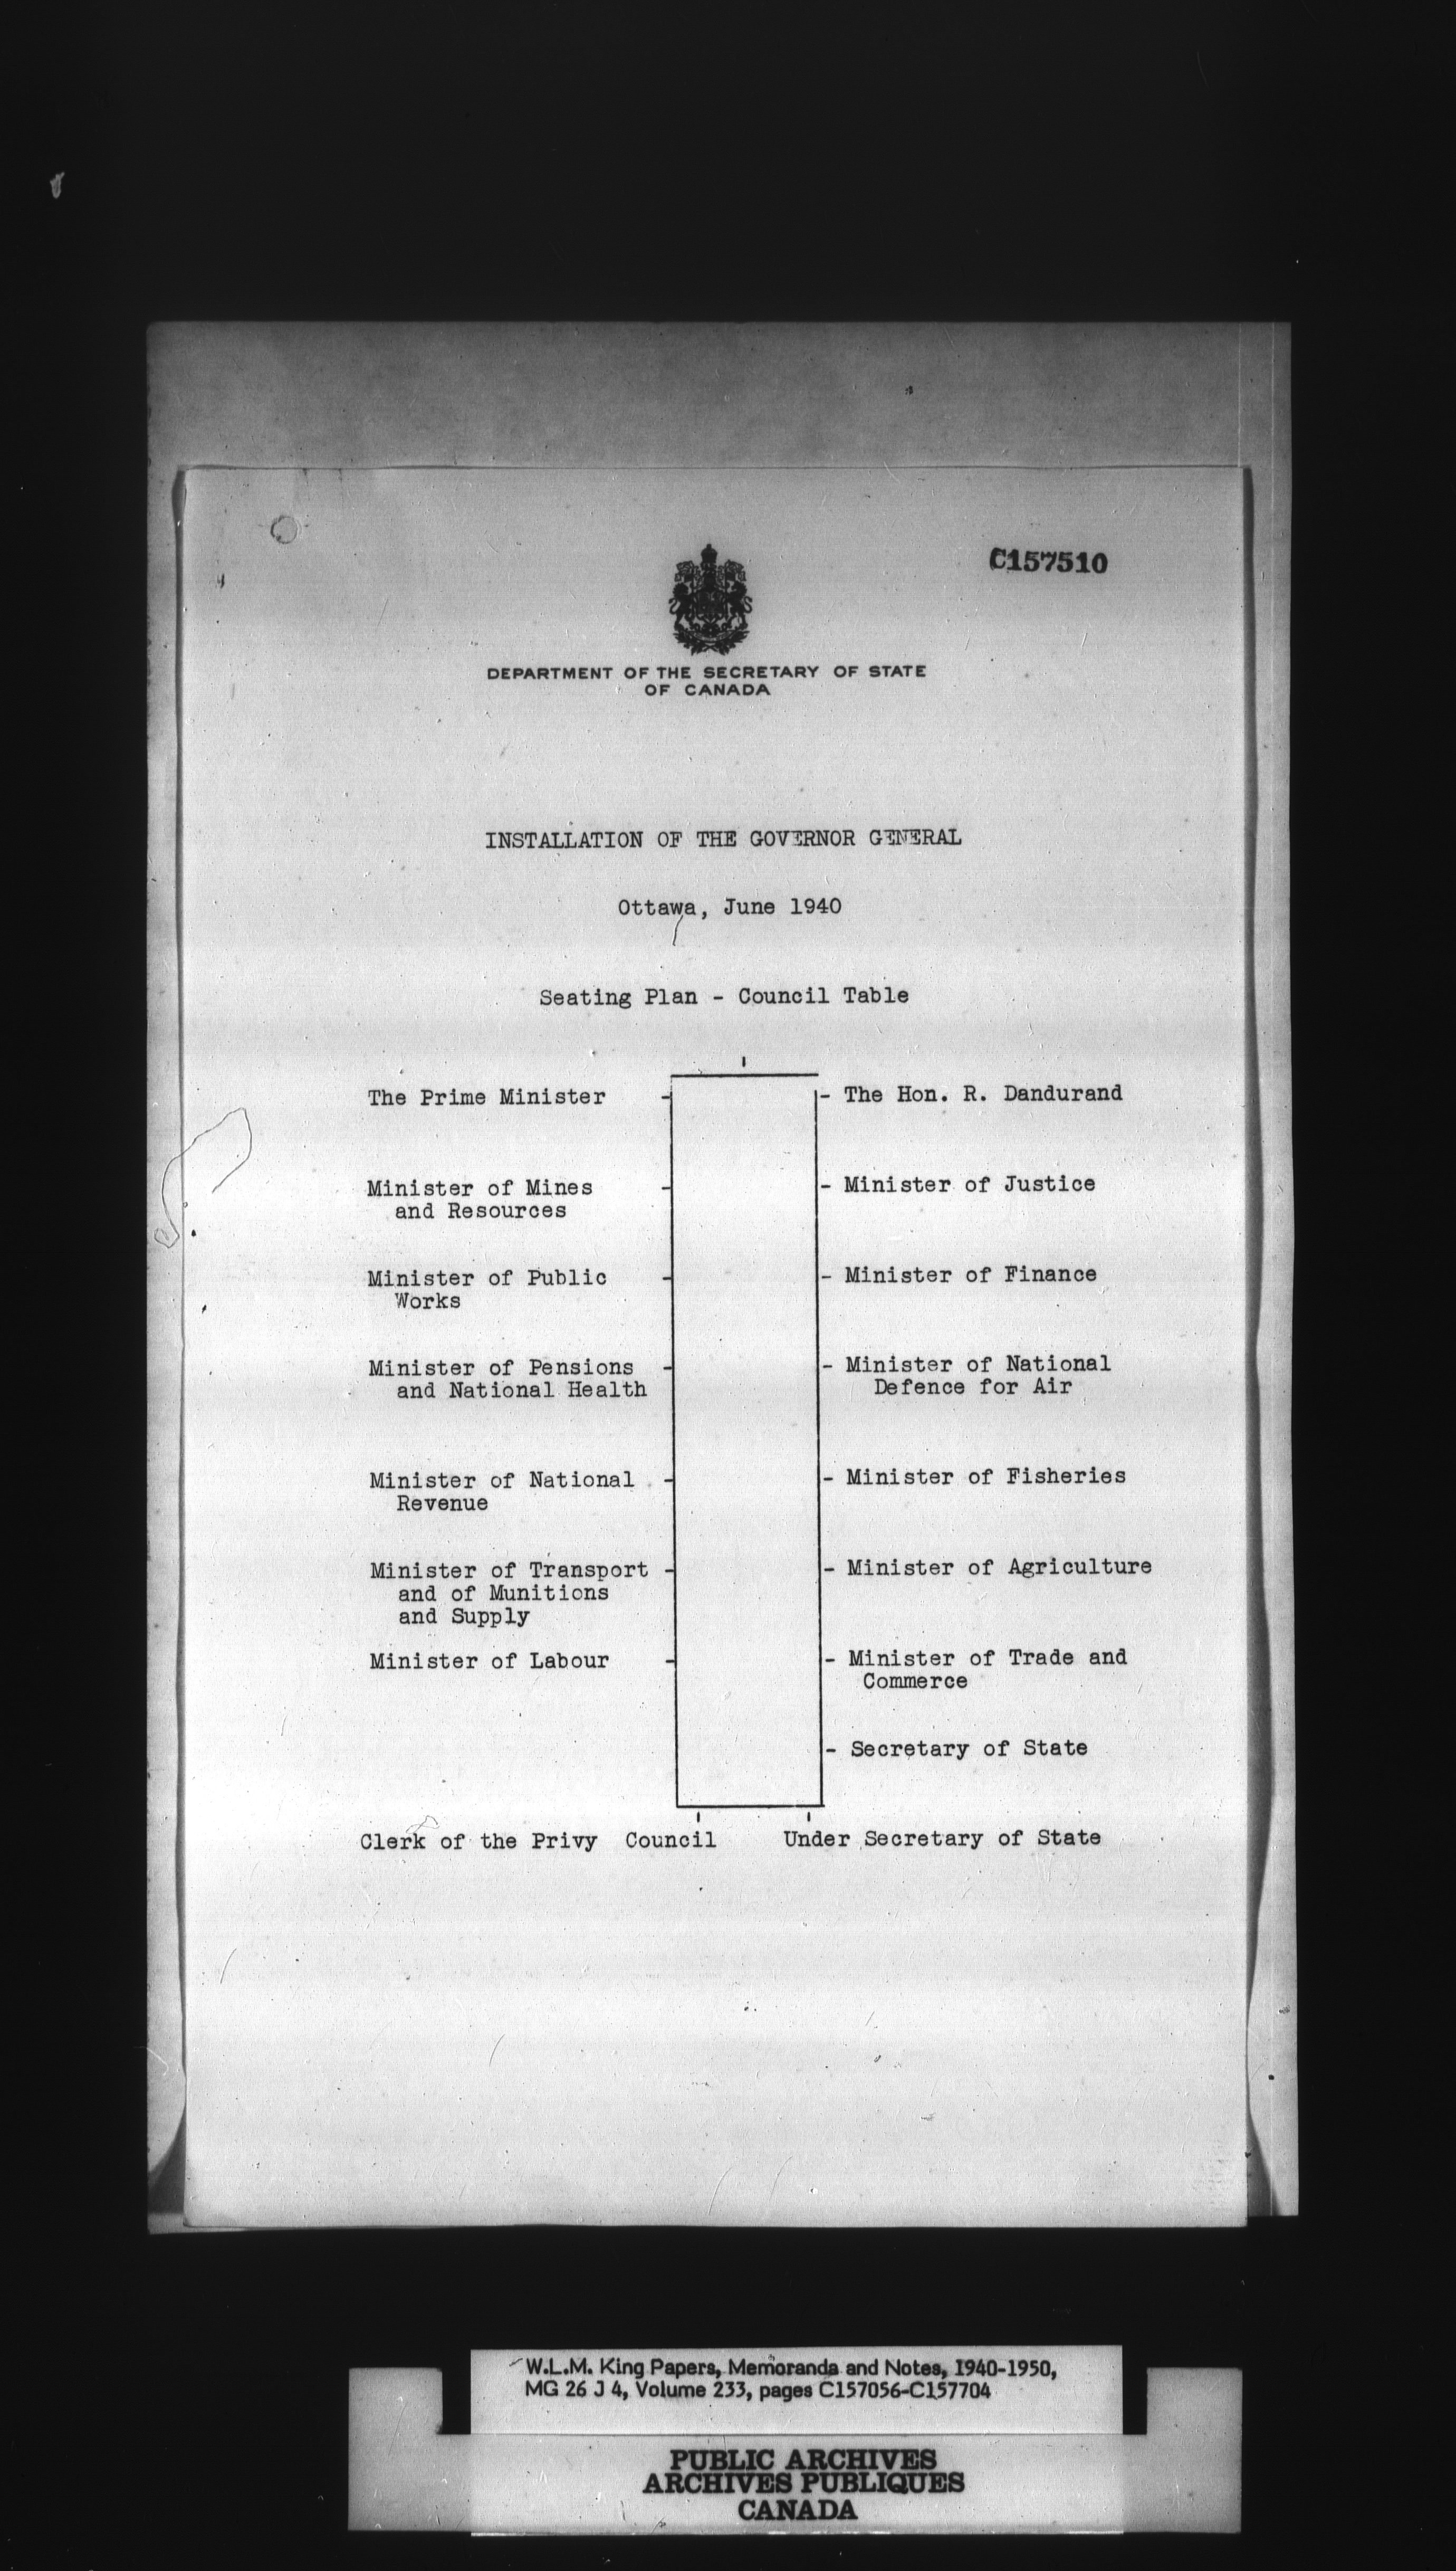 C157510
DEPARTMENT OF THE SECRETARY OF STATE
OF CANADA
INSTALLATION OF THE GOVERNOR GENERAL
Ottawa, June 1940
Seating Plan - Council Table
The Prime Minister - - The Hon. R. Dandurand
Minister of Mines - - Minister of Justice
and Resources
Minister of Public - - Minister of Finance
Works
Minister of Pensions - - Minister of National
and National Health Defence for Air
Minister of National - - Minister of Fisheries
Revenue
Minister of Transport - - Minister of Agriculture
and of Munitions
and Supply
Minister of Labour - - Minister of Trade and
Commerce
- Secretary of State
Clerk of the Privy Council Under Secretary of State
W.L.M. King Papers, Memoranda and Notes, 1940-1950,
MG 26 J 4, Volume 233, pages C157056-C157704
PUBLIC ARCHIVES
ARCHIVES PUBLIQUES
CANADA